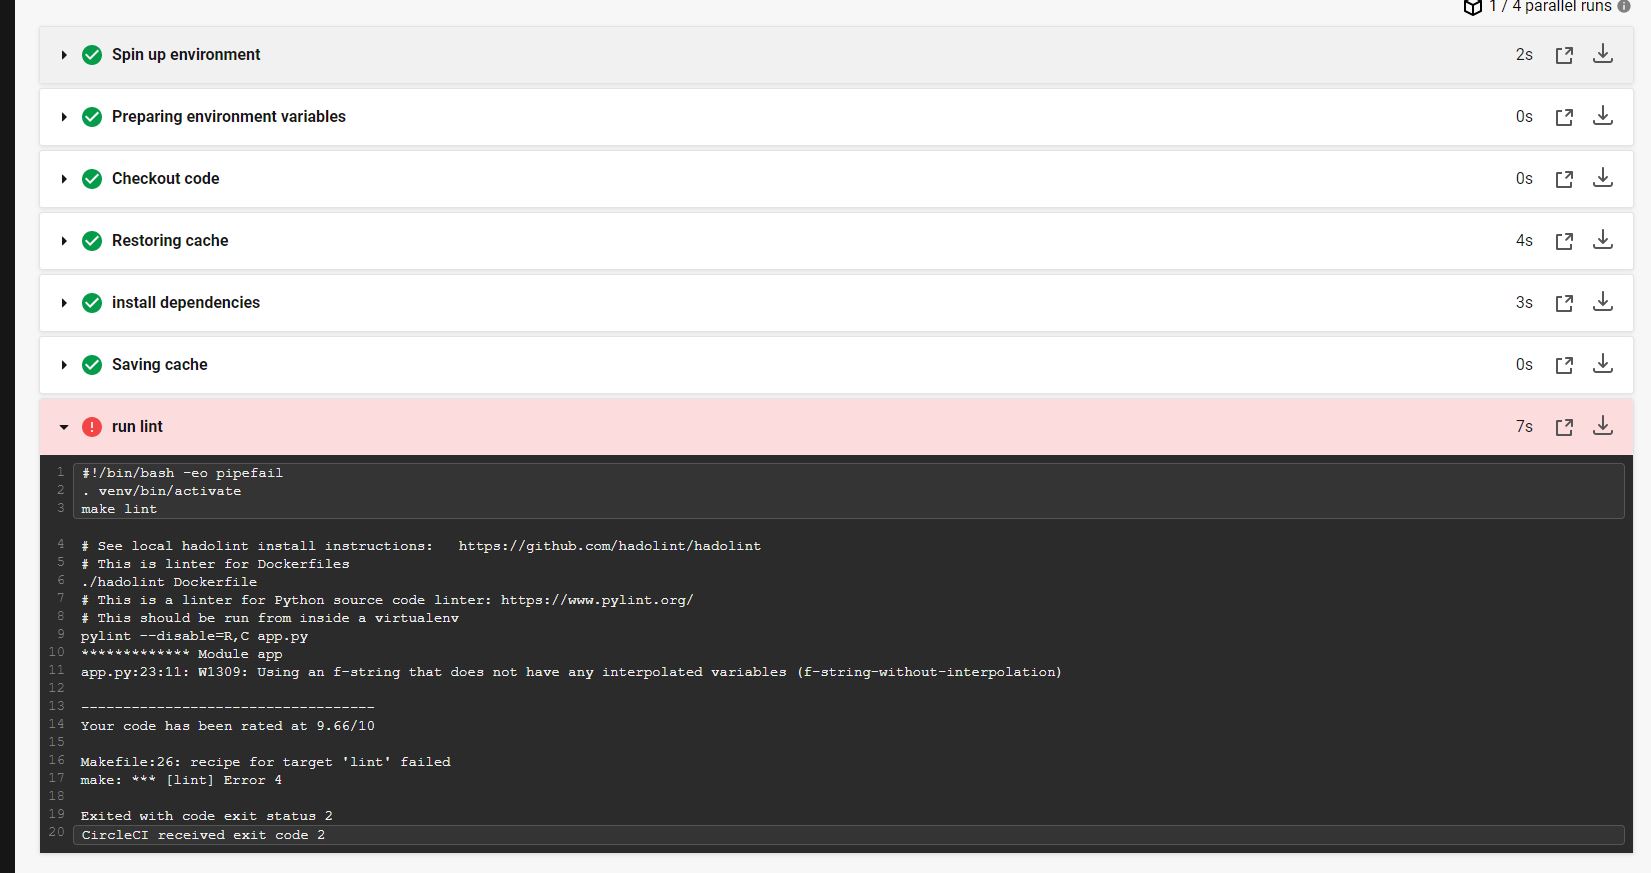 1 / 4 parallel runs
Spin up environment 2s
Preparing environment variables 0s
Checkout code 0s
Restoring cache 4s
install dependencies 3s
Saving cache 0s
! run lint 7s
1 #!/bin/bash -eo pipefail
2 . venv/bin/activate
3 make lint
4 # See local hadolint install instructions:   https://github.com/hadolint/hadolint
5 # This is linter for Dockerfiles
6 ./hadolint Dockerfile
7 # This is a linter for Python source code linter: https://www.pylint.org/
8 # This should be run from inside a virtualenv
9 pylint --disable=R,C app.py
10 ************* Module app
11 app.py:23:11: W1309: Using an f-string that does not have any interpolated variables (f-string-without-interpolation)
12
13 -----------------------------------
14 Your code has been rated at 9.66/10
15
16 Makefile:26: recipe for target 'lint' failed
17 make: *** [lint] Error 4
18
19 Exited with code exit status 2
20 CircleCI received exit code 2